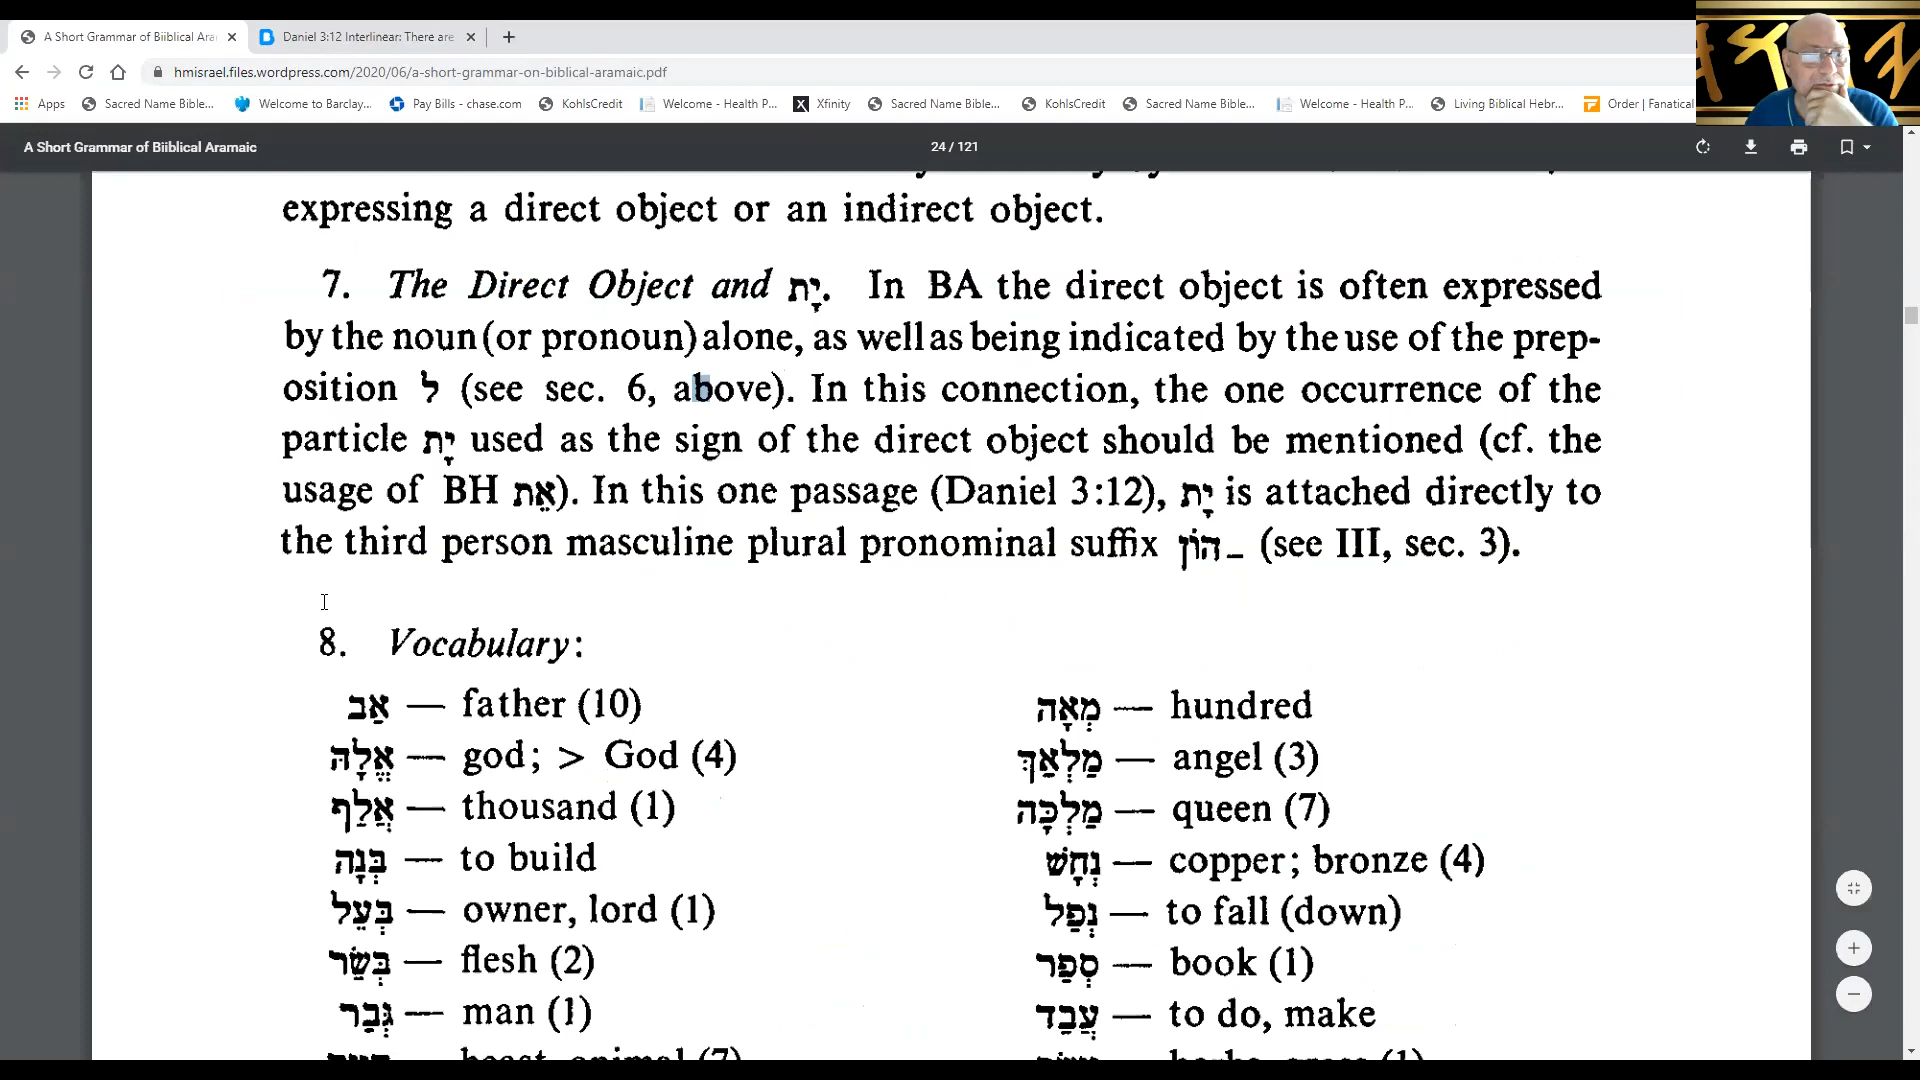 A Short Grammar of Biiblical Ara
Daniel 3:12 Interlinear: There are
hmisrael.files.wordpress.com/2020/06/a-short-grammar-on-biblical-aramaic.pdf
Apps Sacred Name Bible... Welcome to Barclay... Pay Bills - chase.com KohlsCredit Welcome - Health P... Xfinity Sacred Name Bible... KohlsCredit Sacred Name Bible... Welcome - Health P... Living Biblical Hebr... Order | Fanatical
A Short Grammar of Biiblical Aramaic 24 / 121
expressing a direct object or an indirect object.
7. The Direct Object and יָת. In BA the direct object is often expressed
by the noun (or pronoun) alone, as well as being indicated by the use of the prep-
osition ל (see sec. 6, above). In this connection, the one occurrence of the
particle יָת used as the sign of the direct object should be mentioned (cf. the
usage of BH אֵת). In this one passage (Daniel 3:12), יָת is attached directly to
the third person masculine plural pronominal suffix ־הוֹן (see III, sec. 3).
8. Vocabulary:
אַב — father (10)
אֱלָהּ — god; > God (4)
אֲלַף — thousand (1)
בְּנָה — to build
בְּעֵל — owner, lord (1)
בְּשַׂר — flesh (2)
גְּבַר — man (1)
מְאָה — hundred
מַלְאַךְ — angel (3)
מַלְכָּה — queen (7)
נְחָשׁ — copper; bronze (4)
נְפַל — to fall (down)
סְפַר — book (1)
עֲבַד — to do, make